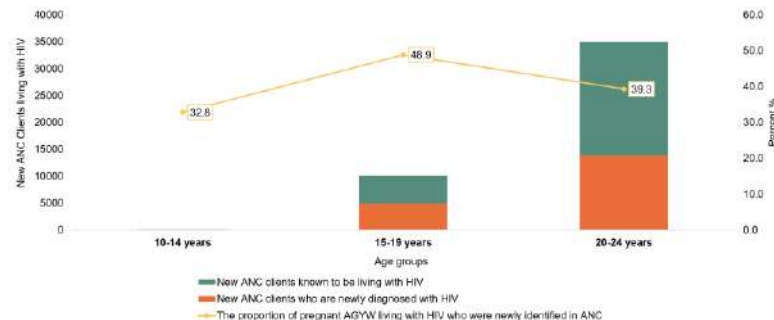 40000
35000
30000
25000
20000
15000
10000
5000
0
New ANC Clients living with HIV
60.0
50.0
40.0
30.0
20.0
10.0
0.0
Percent %
32.8
48.9
39.3
10-14 years
15-19 years
20-24 years
Age groups
New ANC clients known to be living with HIV
New ANC clients who are newly diagnosed with HIV
The proportion of pregnant AGYW living with HIV who were newly identified in ANC